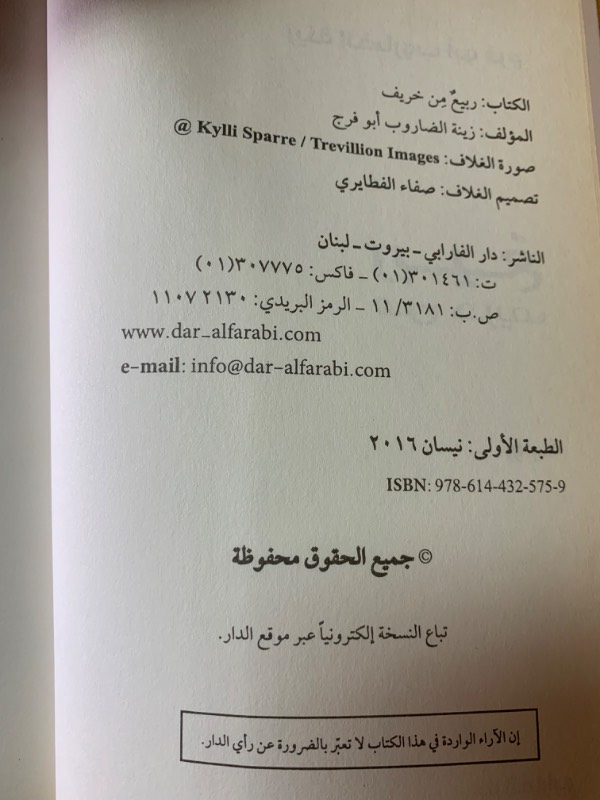 الكتاب: ربيعٌ مِن خريف
المؤلف: زينة الضاروب أبو فرج
صورة الغلاف: Kylli Sparre / Trevillion Images @
تصميم الغلاف: صفاء الفطايري
الناشر: دار الفارابي ـ بيروت ـ لبنان
ت: ٣٠١٤٦١(٠١) ـ فاكس: ٣٠٧٧٧٥(٠١)
ص.ب: ٣١٨١/ ١١ ـ الرمز البريدي: ٢١٣٠ ١١٠٧
www.dar-alfarabi.com
e-mail: info@dar-alfarabi.com
الطبعة الأولى: نيسان ٢٠١٦
ISBN: 978-614-432-575-9
© جميع الحقوق محفوظة
تباع النسخة إلكترونياً عبر موقع الدار.
إن الآراء الواردة في هذا الكتاب لا تعبّر بالضرورة عن رأي الدار.